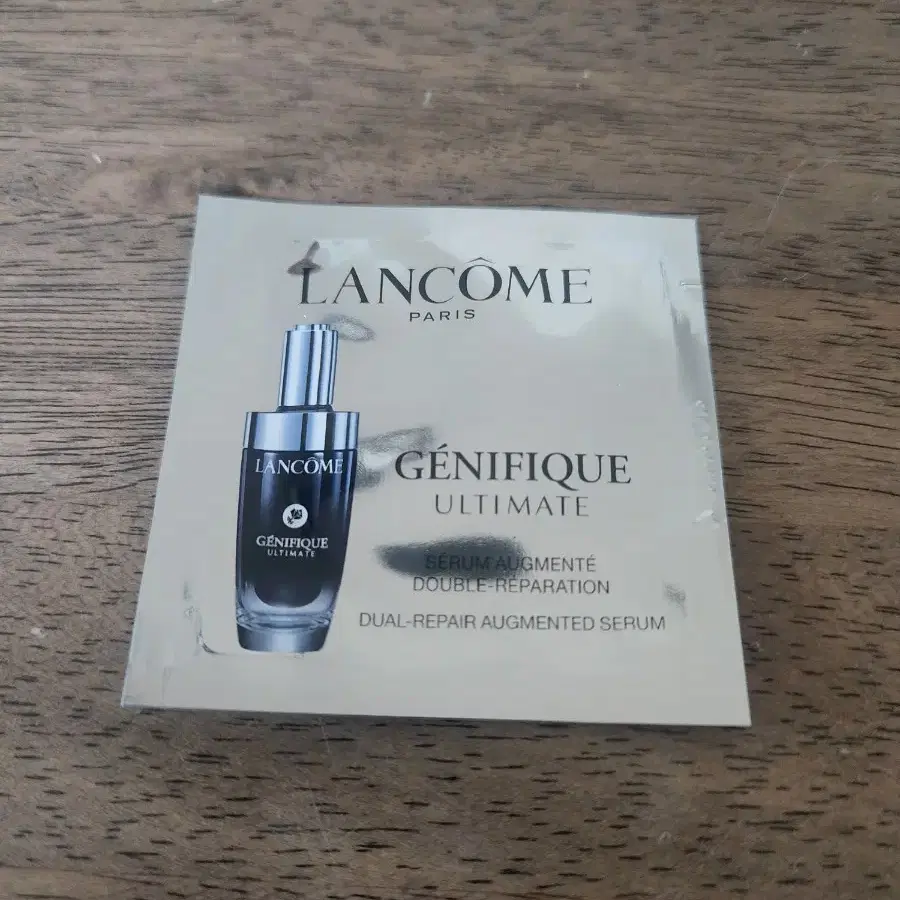 LANCÔME
PARIS
LANCÔME
GÉNIFIQUE
ULTIMATE
GÉNIFIQUE
ULTIMATE
SÉRUM AUGMENTÉ
DOUBLE-RÉPARATION
DUAL-REPAIR AUGMENTED SERUM